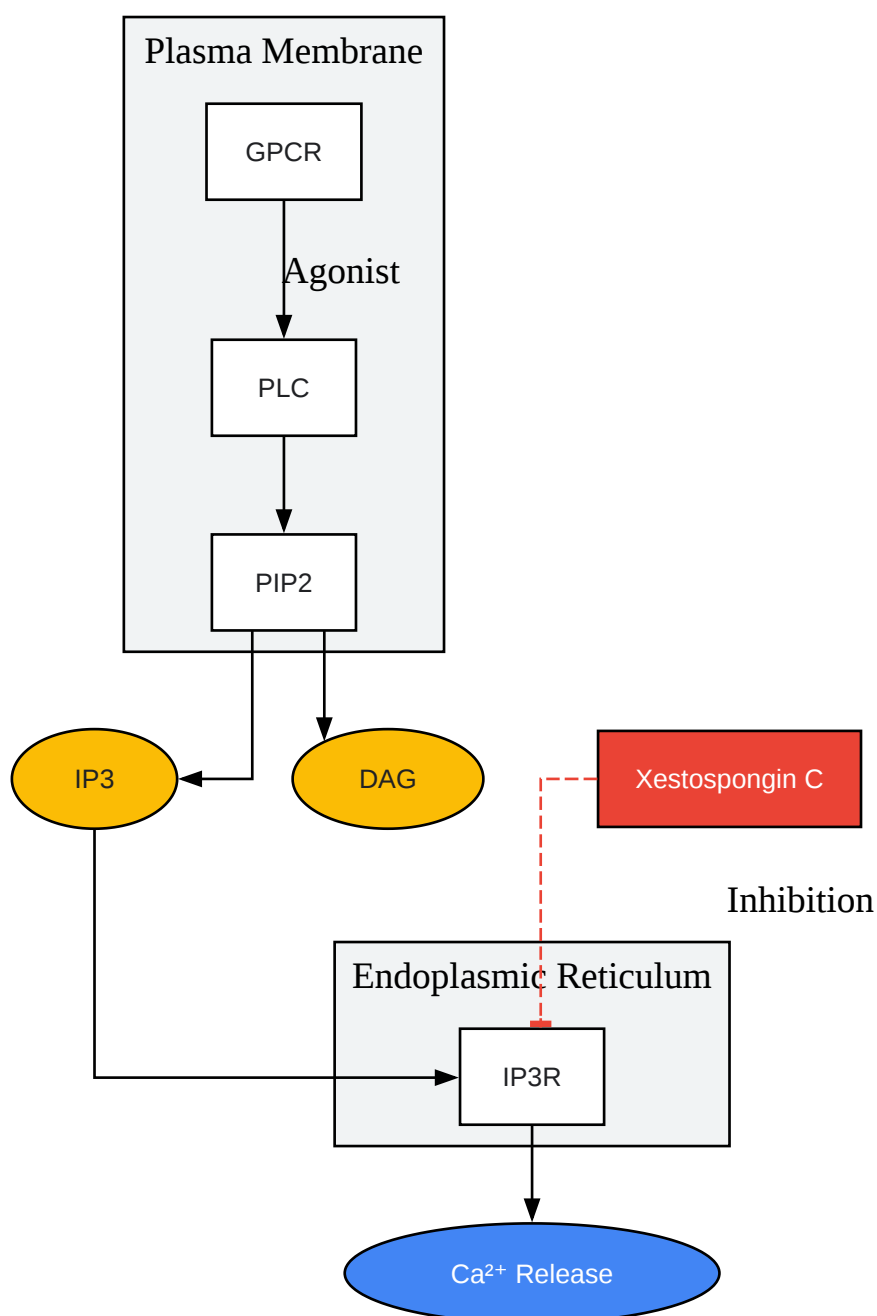 Plasma Membrane
GPCR
Agonist
PLC
PIP2
IP3
DAG
Xestospongin C
Inhibition
Endoplasmic Reticulum
IP3R
Ca²⁺ Release